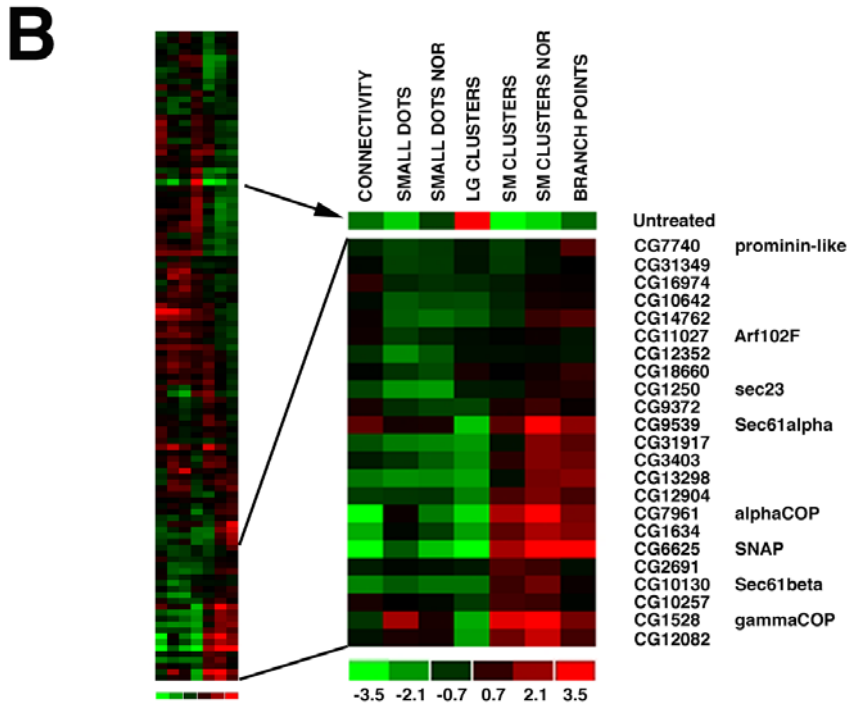 B
CONNECTIVITY
SMALL DOTS
SMALL DOTS NOR
LG CLUSTERS
SM CLUSTERS
SM CLUSTERS NOR
BRANCH POINTS
Untreated
CG7740 prominin-like
CG31349
CG16974
CG10642
CG14762
CG11027 Arf102F
CG12352
CG18660
CG1250 sec23
CG9372
CG9539 Sec61alpha
CG31917
CG3403
CG13298
CG12904
CG7961 alphaCOP
CG1634
CG6625 SNAP
CG2691
CG10130 Sec61beta
CG10257
CG1528 gammaCOP
CG12082
-3.5 -2.1 -0.7 0.7 2.1 3.5